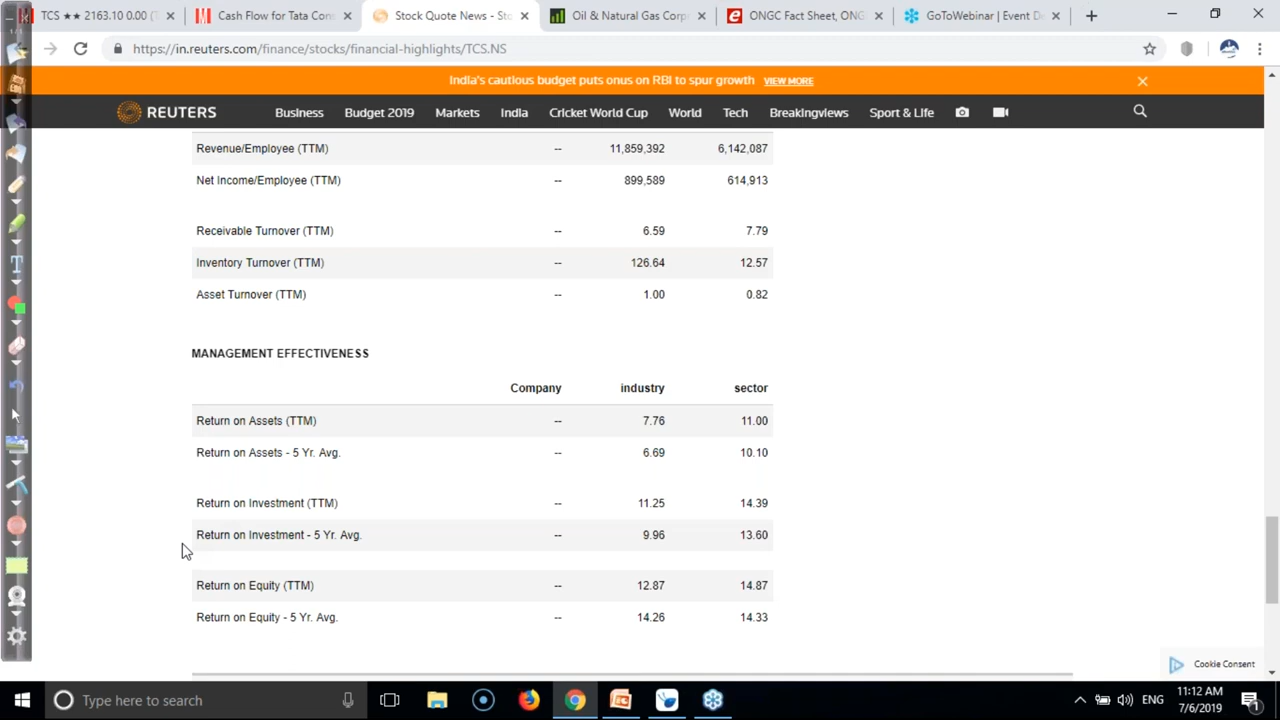 TCS ★★ 2163.10 0.00 (
Cash Flow for Tata Con
Stock Quote News - Sto
Oil & Natural Gas Corpr
ONGC Fact Sheet, ONG
GoToWebinar | Event De
https://in.reuters.com/finance/stocks/financial-highlights/TCS.NS
India's cautious budget puts onus on RBI to spur growth VIEW MORE
REUTERS Business Budget 2019 Markets India Cricket World Cup World Tech Breakingviews Sport & Life
Revenue/Employee (TTM) -- 11,859,392 6,142,087
Net Income/Employee (TTM) -- 899,589 614,913
Receivable Turnover (TTM) -- 6.59 7.79
Inventory Turnover (TTM) -- 126.64 12.57
Asset Turnover (TTM) -- 1.00 0.82
MANAGEMENT EFFECTIVENESS
Company industry sector
Return on Assets (TTM) -- 7.76 11.00
Return on Assets - 5 Yr. Avg. -- 6.69 10.10
Return on Investment (TTM) -- 11.25 14.39
Return on Investment - 5 Yr. Avg. -- 9.96 13.60
Return on Equity (TTM) -- 12.87 14.87
Return on Equity - 5 Yr. Avg. -- 14.26 14.33
Cookie Consent
Type here to search
ENG
11:12 AM
7/6/2019